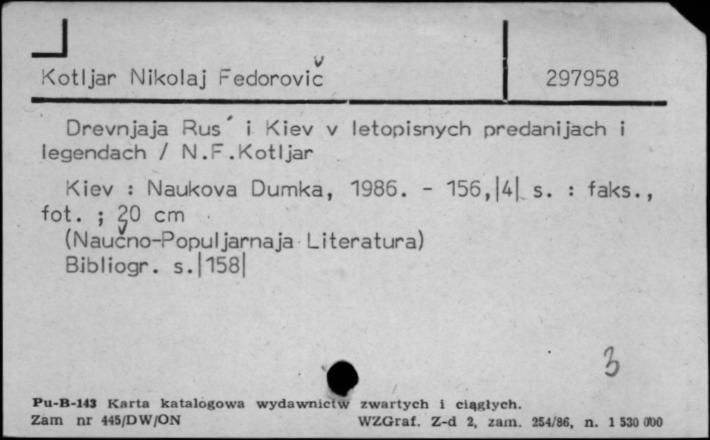 Kotljar Nikolaj Fedorovič 297958
Drevnjaja Rus´ i Kiev v letopisnych predanijach i
legendach / N.F.Kotljar
Kiev : Naukova Dumka, 1986. - 156,|4| s. : faks.,
fot. ; 20 cm
(Naučno-Populjarnaja Literatura)
Bibliogr. s.|158|
3
Pu-B-143 Karta katalogowa wydawnictw zwartych i ciągłych.
Zam nr 445/DW/ON WZGraf. Z-d 2, zam. 254/86, n. 1 530 000